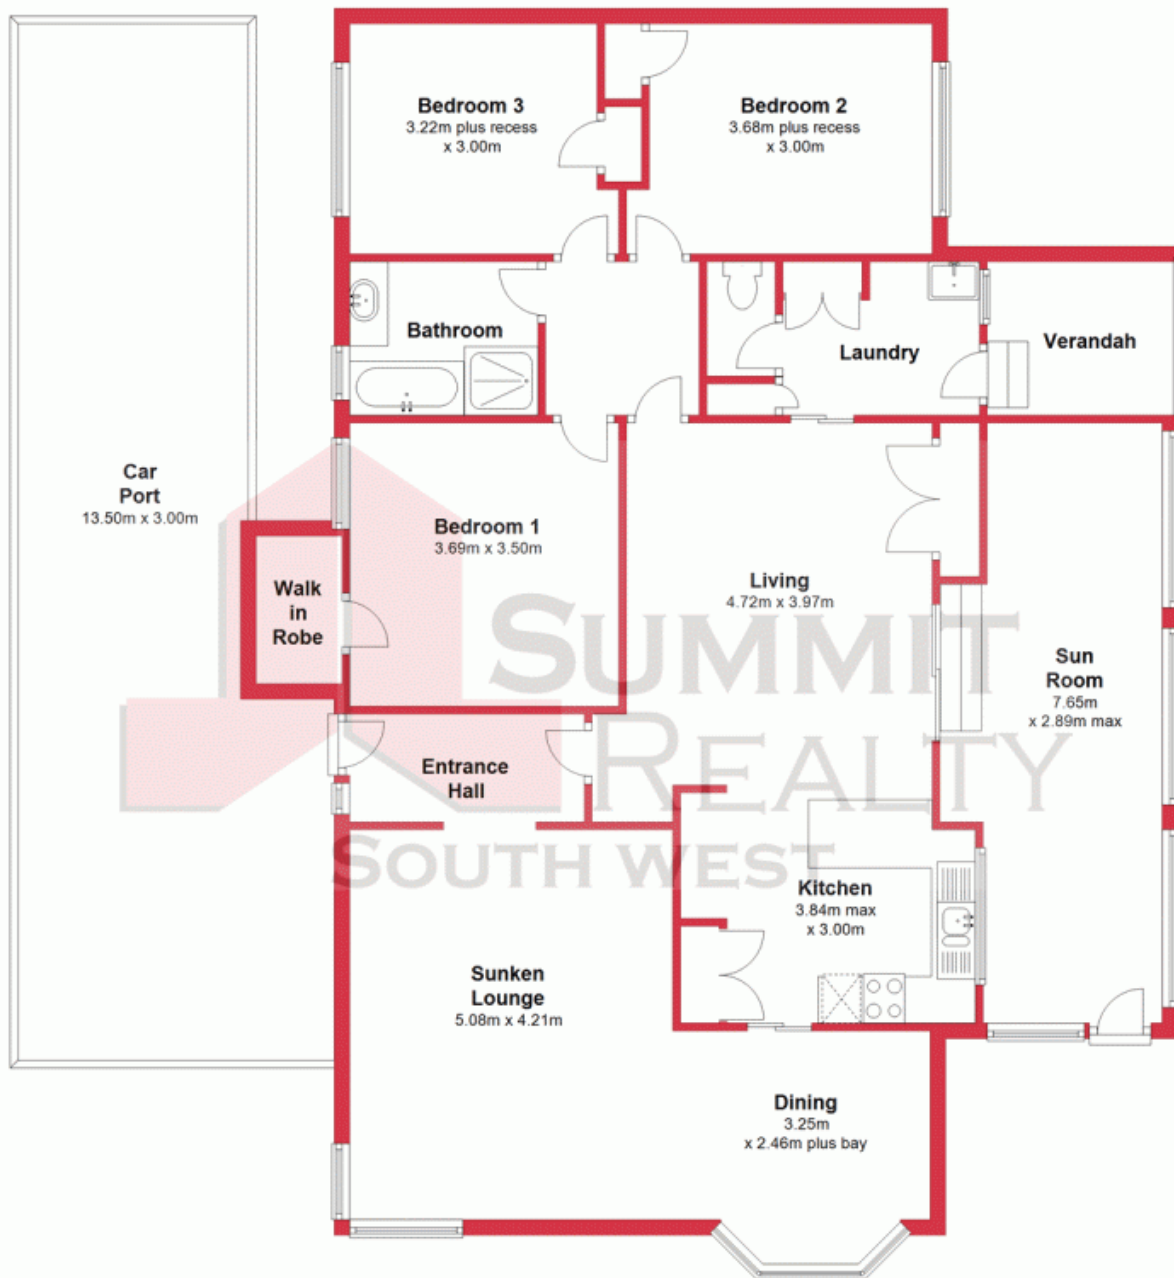 Bedroom 3
3.22m plus recess
x 3.00m
Bedroom 2
3.68m plus recess
x 3.00m
Bathroom
Laundry
Verandah
Car
Port
13.50m x 3.00m
Bedroom 1
3.69m x 3.50m
Walk
in
Robe
Living
4.72m x 3.97m
Sun
Room
7.65m
x 2.89m max
Entrance
Hall
SUMMIT
REALTY
SOUTH WEST
Kitchen
3.84m max
x 3.00m
Sunken
Lounge
5.08m x 4.21m
Dining
3.25m
x 2.46m plus bay